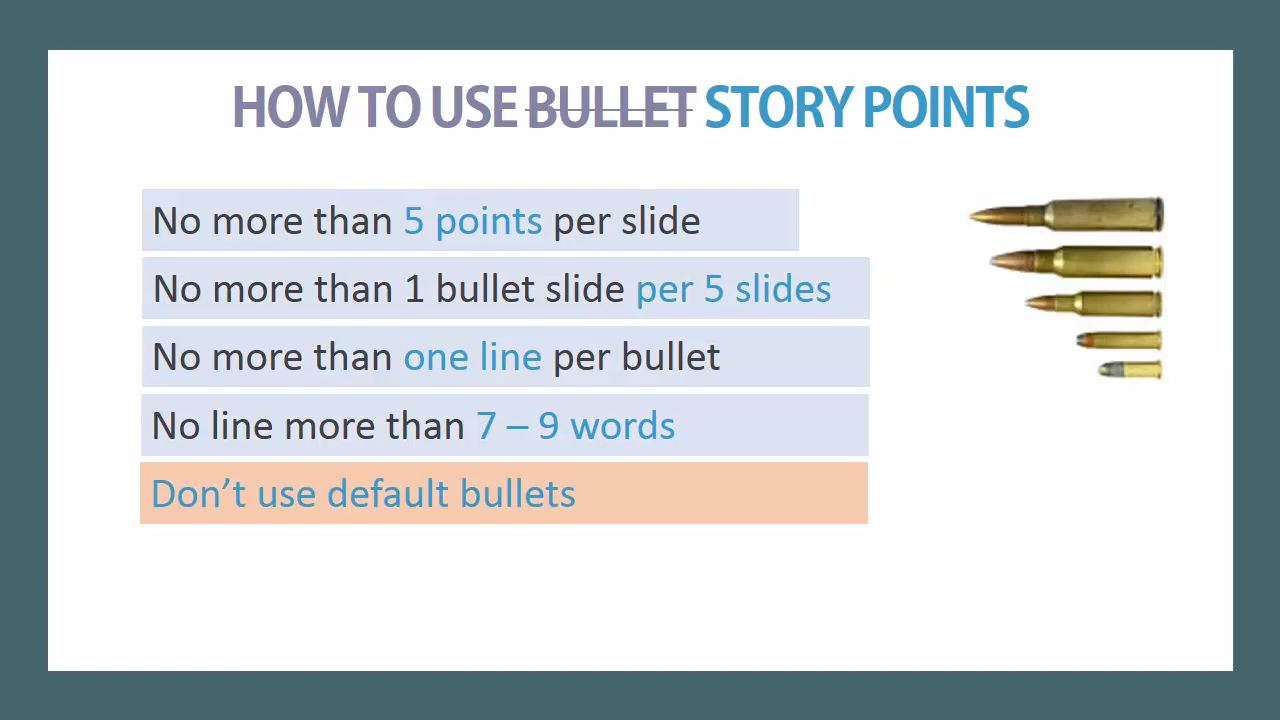 HOW TO USE BULLET STORY POINTS
No more than 5 points per slide
No more than 1 bullet slide per 5 slides
No more than one line per bullet
No line more than 7 – 9 words
Don’t use default bullets